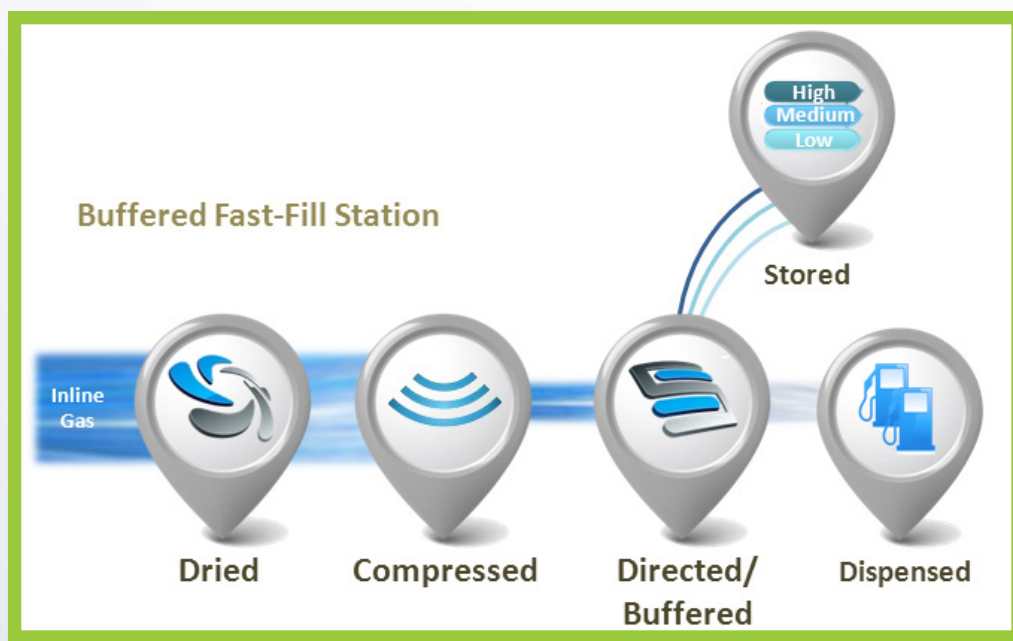 High
Medium
Low
Buffered Fast-Fill Station
Stored
Inline
Gas
Dried
Compressed
Directed/
Buffered
Dispensed